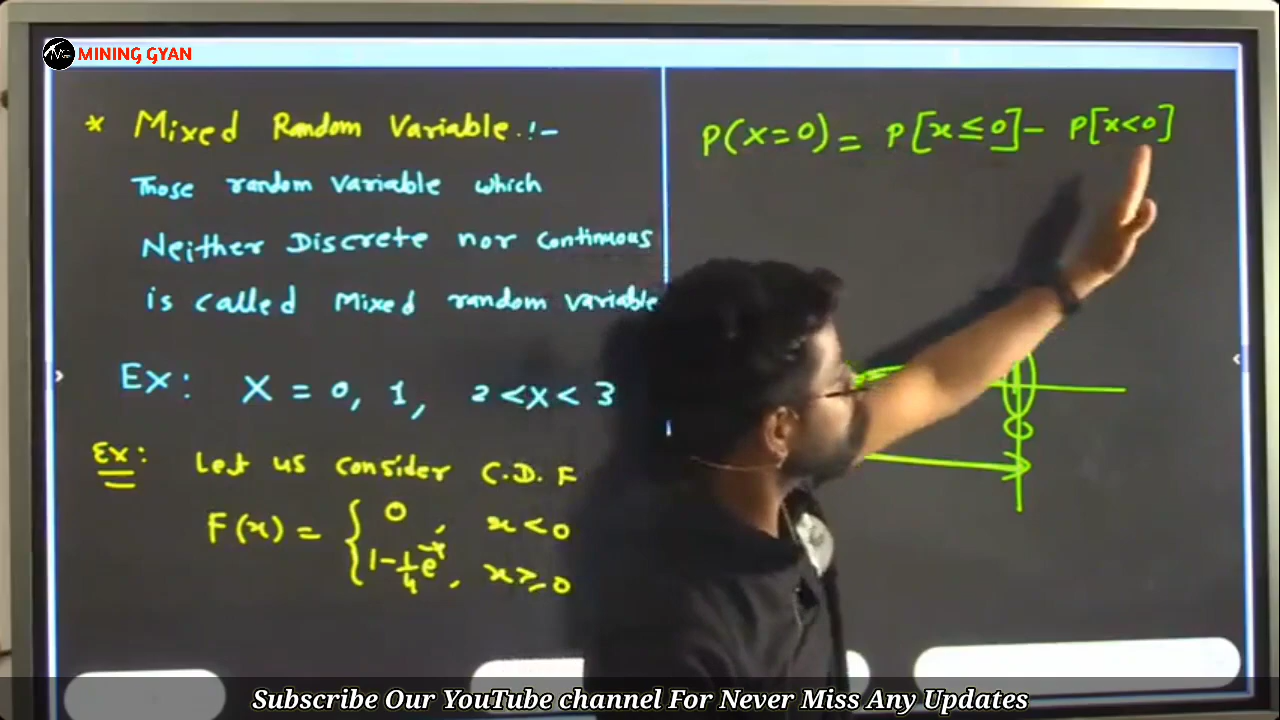 MINING GYAN
* Mixed Random Variable :-
Those random variable which
Neither Discrete nor Continuous
is called Mixed random variable
Ex: X = 0, 1, 2 < X < 3
Ex: Let us consider C.D.F
F(x) = { 0, x < 0
1 - 1/4 e^-x, x ≥ 0
P(X=0) = P[x ≤ 0] - P[x < 0]
0
Subscribe Our YouTube channel For Never Miss Any Updates